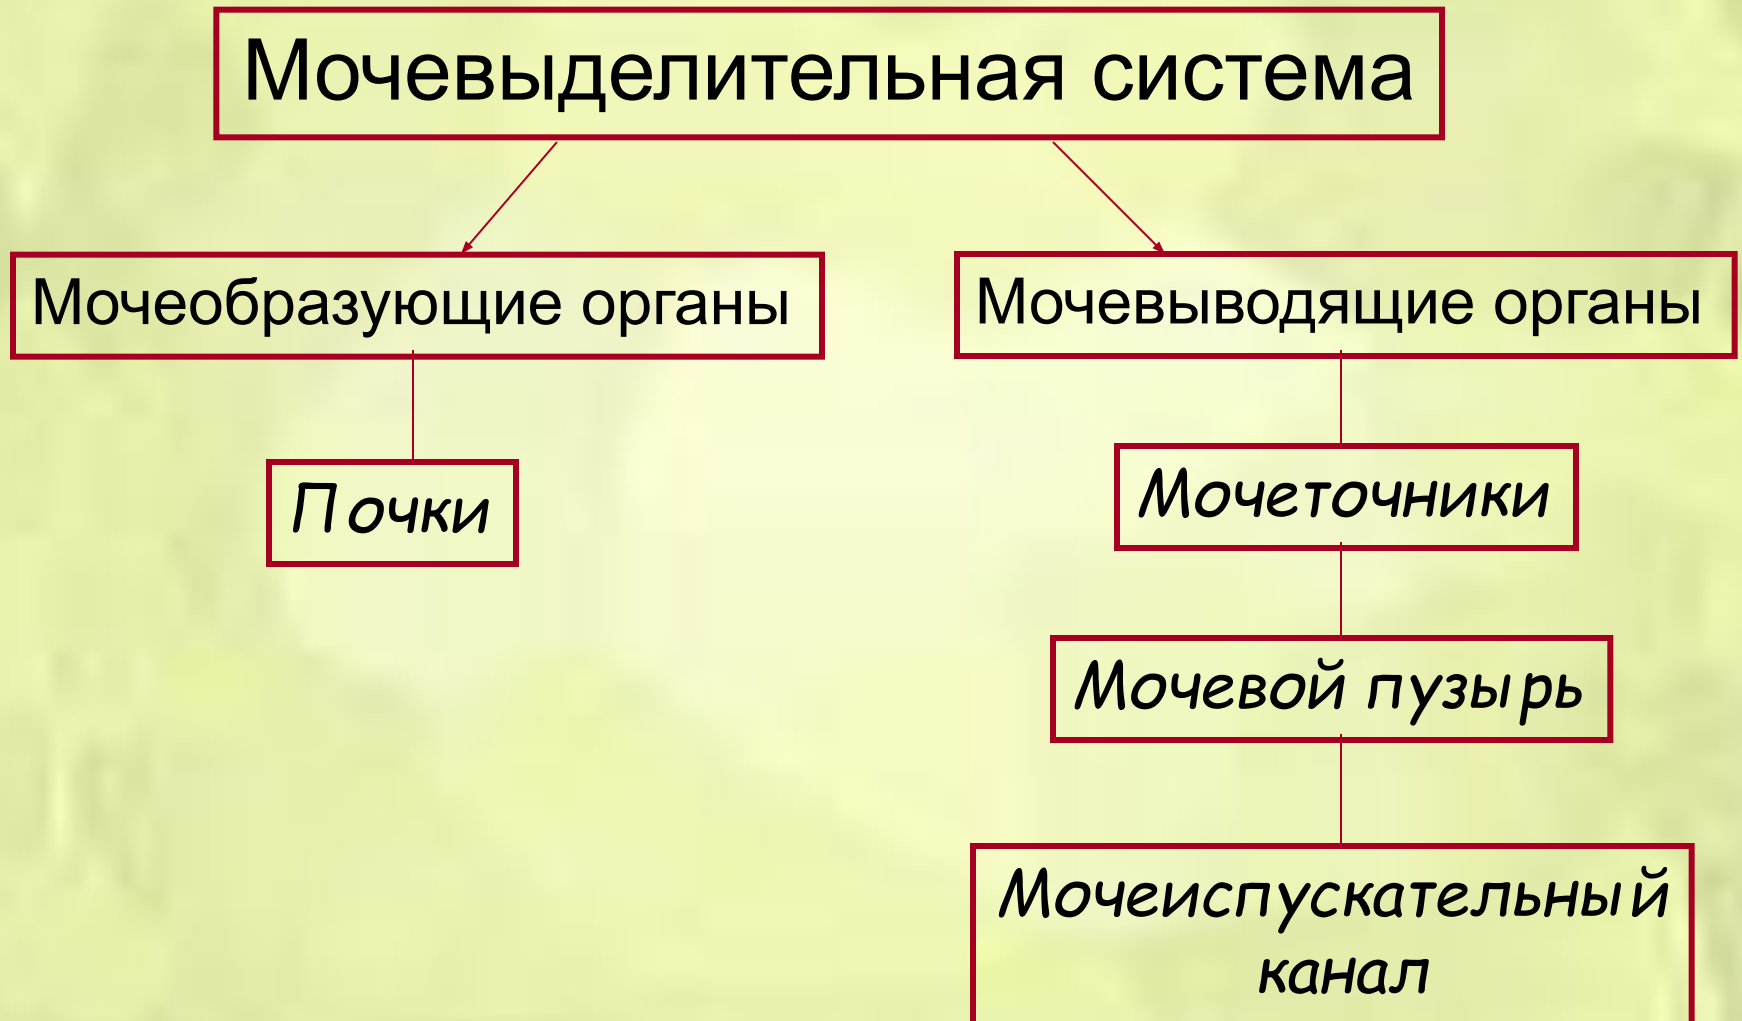 Мочевыделительная система
Мочеобразующие органы
Мочевыводящие органы
Почки
Мочеточники
Мочевой пузырь
Мочеиспускательный
канал